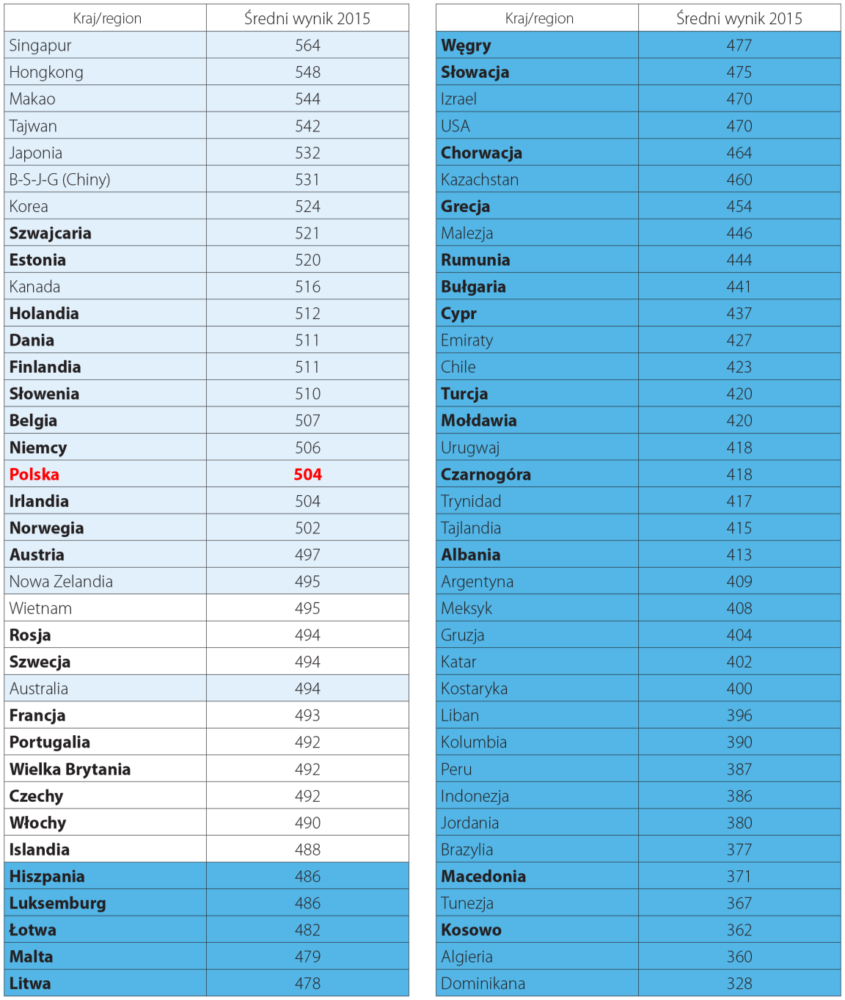 Kraj/region Średni wynik 2015
Singapur 564
Hongkong 548
Makao 544
Tajwan 542
Japonia 532
B-S-J-G (Chiny) 531
Korea 524
Szwajcaria 521
Estonia 520
Kanada 516
Holandia 512
Dania 511
Finlandia 511
Słowenia 510
Belgia 507
Niemcy 506
Polska 504
Irlandia 504
Norwegia 502
Austria 497
Nowa Zelandia 495
Wietnam 495
Rosja 494
Szwecja 494
Australia 494
Francja 493
Portugalia 492
Wielka Brytania 492
Czechy 492
Włochy 490
Islandia 488
Hiszpania 486
Luksemburg 486
Łotwa 482
Malta 479
Litwa 478
Kraj/region Średni wynik 2015
Węgry 477
Słowacja 475
Izrael 470
USA 470
Chorwacja 464
Kazachstan 460
Grecja 454
Malezja 446
Rumunia 444
Bułgaria 441
Cypr 437
Emiraty 427
Chile 423
Turcja 420
Mołdawia 420
Urugwaj 418
Czarnogóra 418
Trynidad 417
Tajlandia 415
Albania 413
Argentyna 409
Meksyk 408
Gruzja 404
Katar 402
Kostaryka 400
Liban 396
Kolumbia 390
Peru 387
Indonezja 386
Jordania 380
Brazylia 377
Macedonia 371
Tunezja 367
Kosowo 362
Algieria 360
Dominikana 328